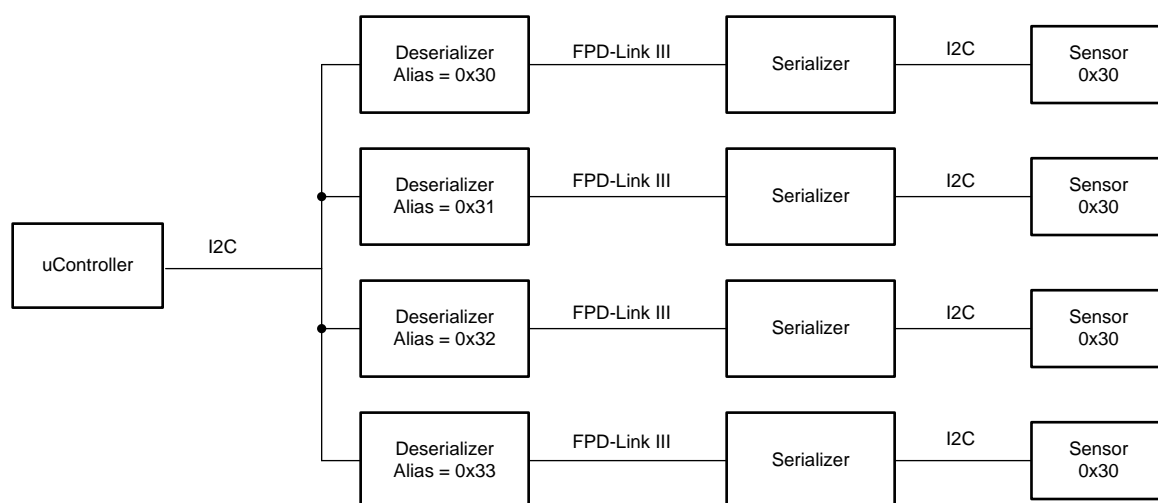 Deserializer
Alias = 0x30
FPD-Link III
Serializer
I2C
Sensor
0x30
Deserializer
Alias = 0x31
FPD-Link III
Serializer
I2C
Sensor
0x30
uController
I2C
Deserializer
Alias = 0x32
FPD-Link III
Serializer
I2C
Sensor
0x30
Deserializer
Alias = 0x33
FPD-Link III
Serializer
I2C
Sensor
0x30